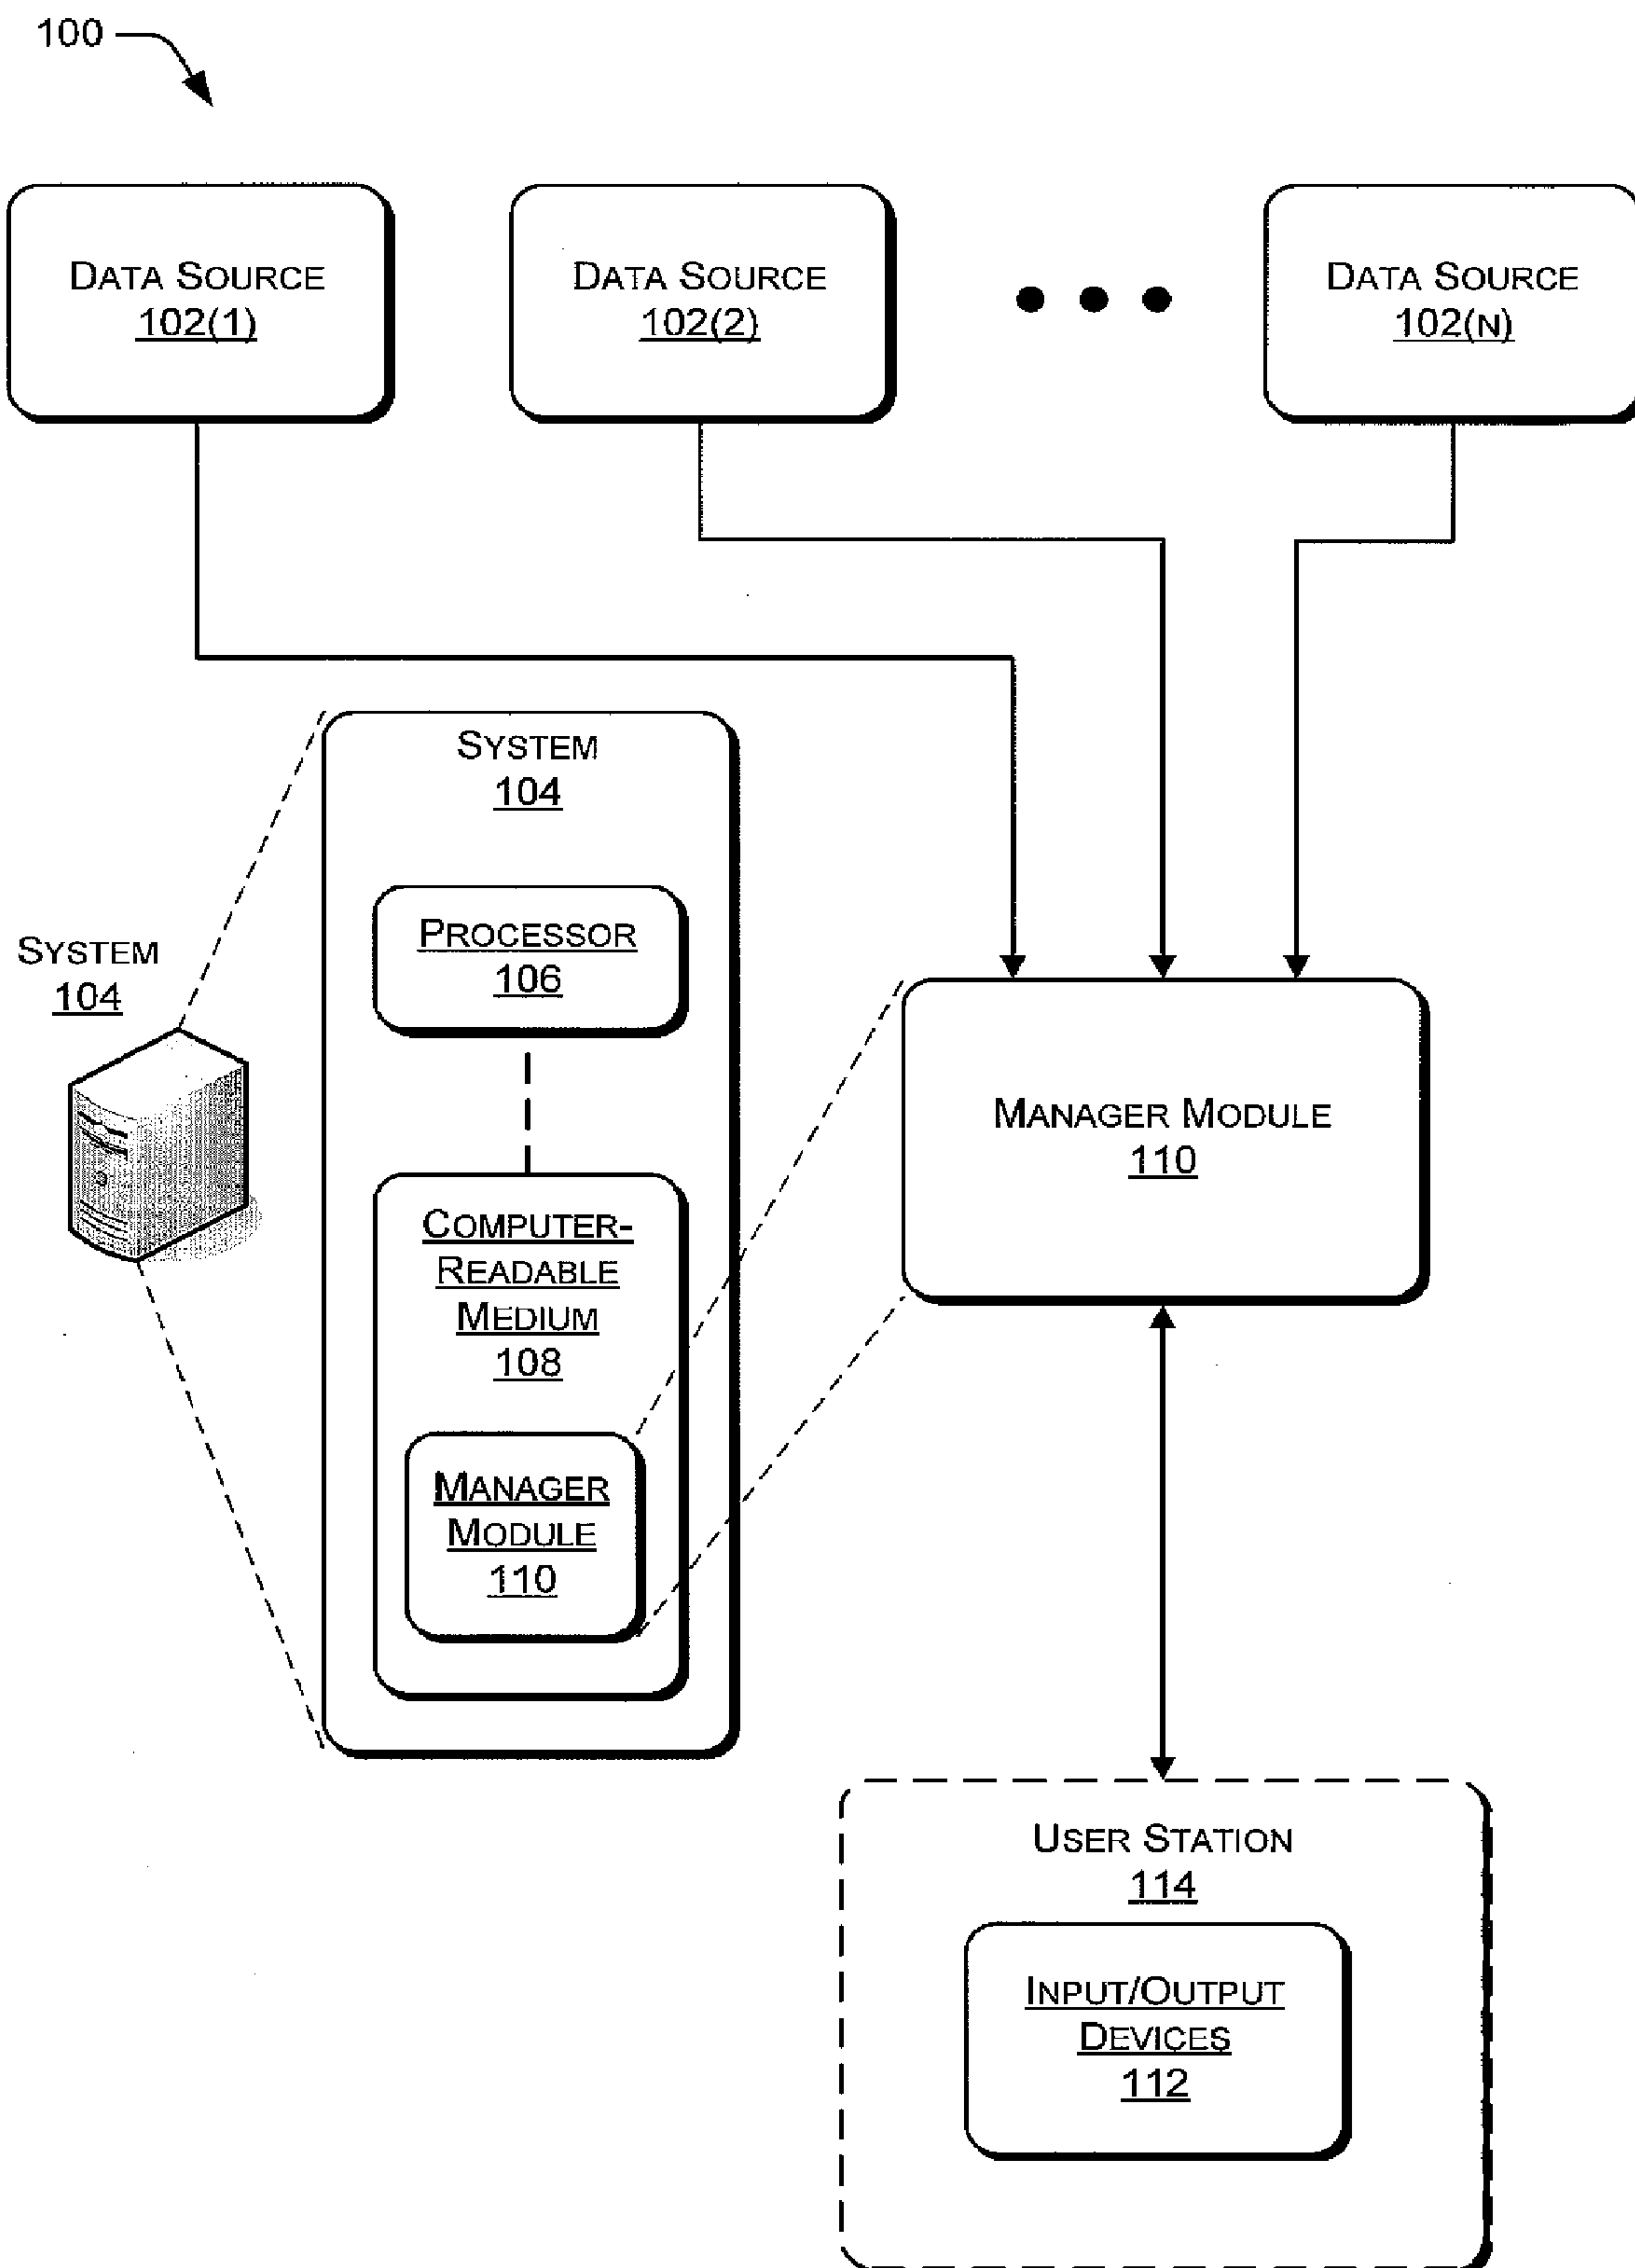 100
DATA SOURCE
102(1)
DATA SOURCE
102(2)
DATA SOURCE
102(N)
SYSTEM
104
SYSTEM
104
PROCESSOR
106
COMPUTER-
READABLE
MEDIUM
108
MANAGER
MODULE
110
MANAGER MODULE
110
USER STATION
114
INPUT/OUTPUT
DEVICES
112